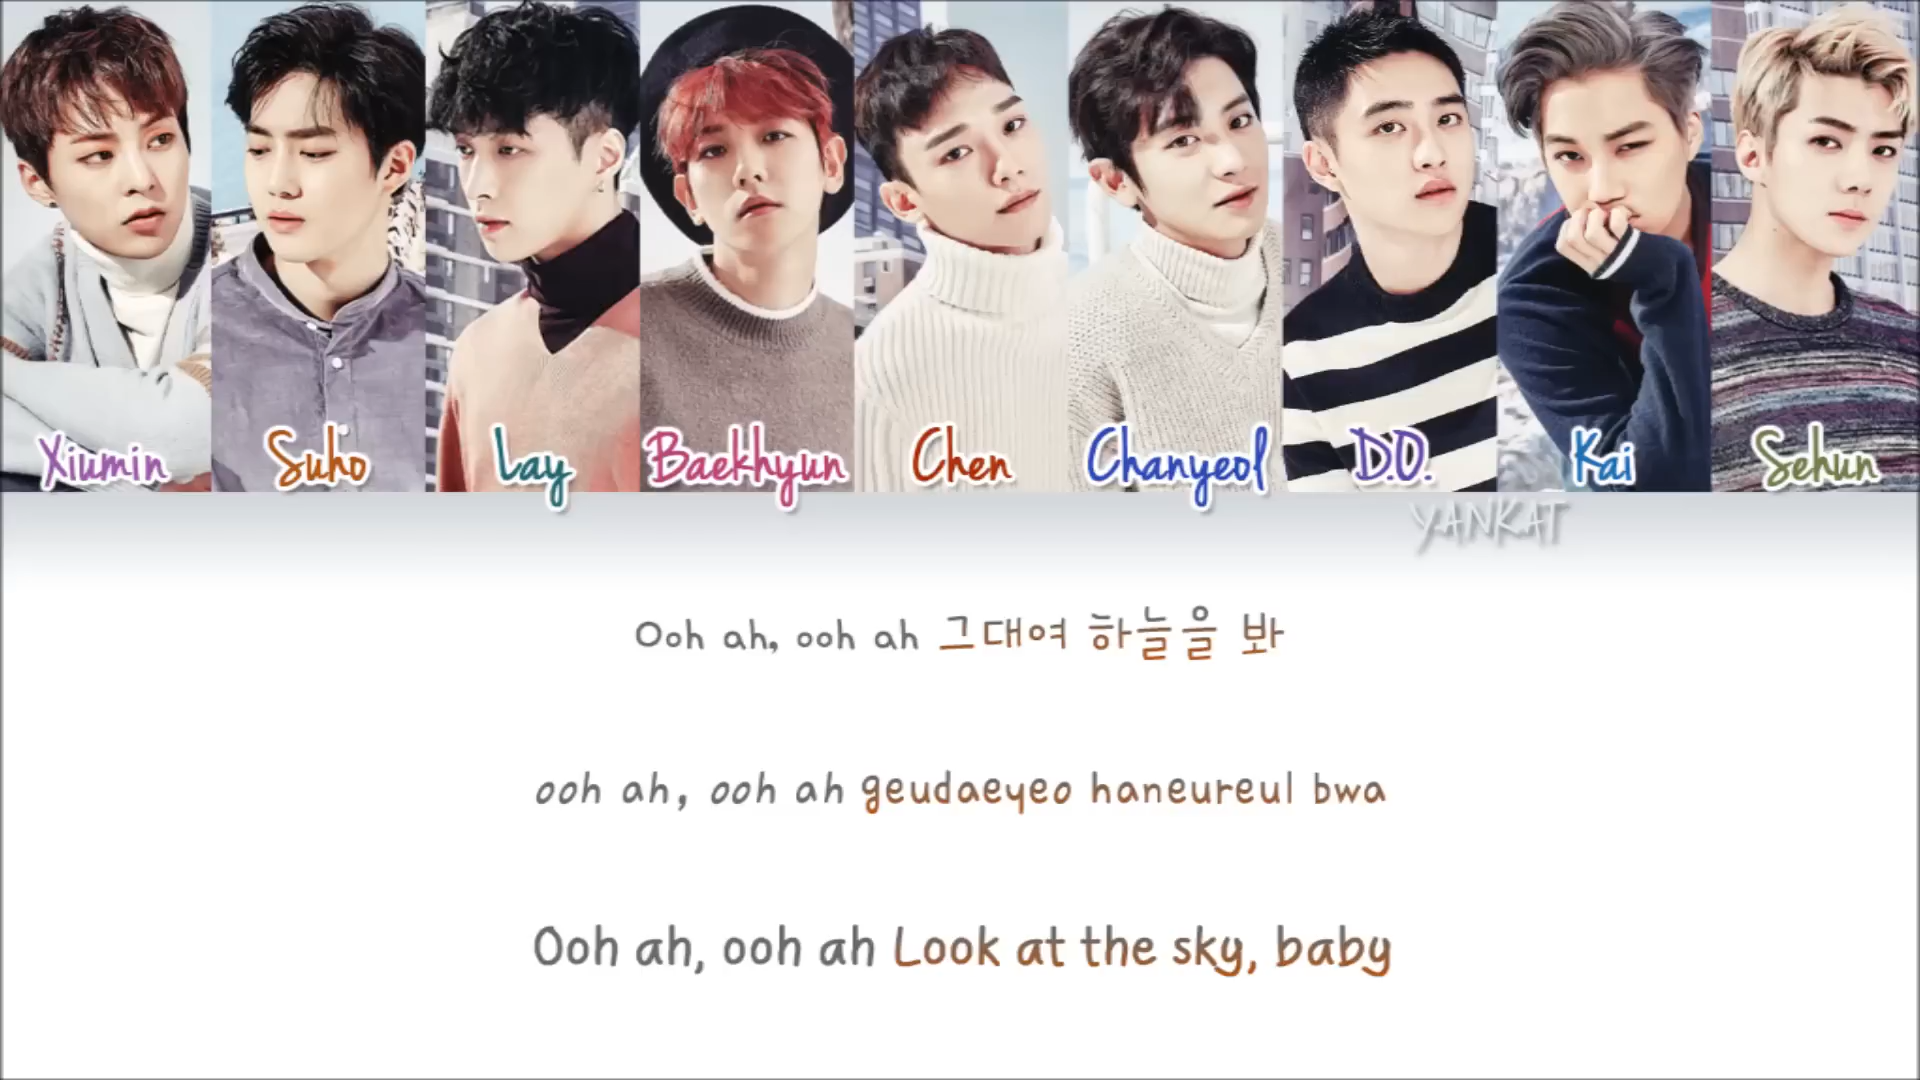 Xiumin Suho Lay Baekhyun Chen Chanyeol D.O. Kai Sehun
YANKAT
Ooh ah, ooh ah 그대여 하늘을 봐
ooh ah, ooh ah geudaeyeo haneureul bwa
Ooh ah, ooh ah Look at the sky, baby